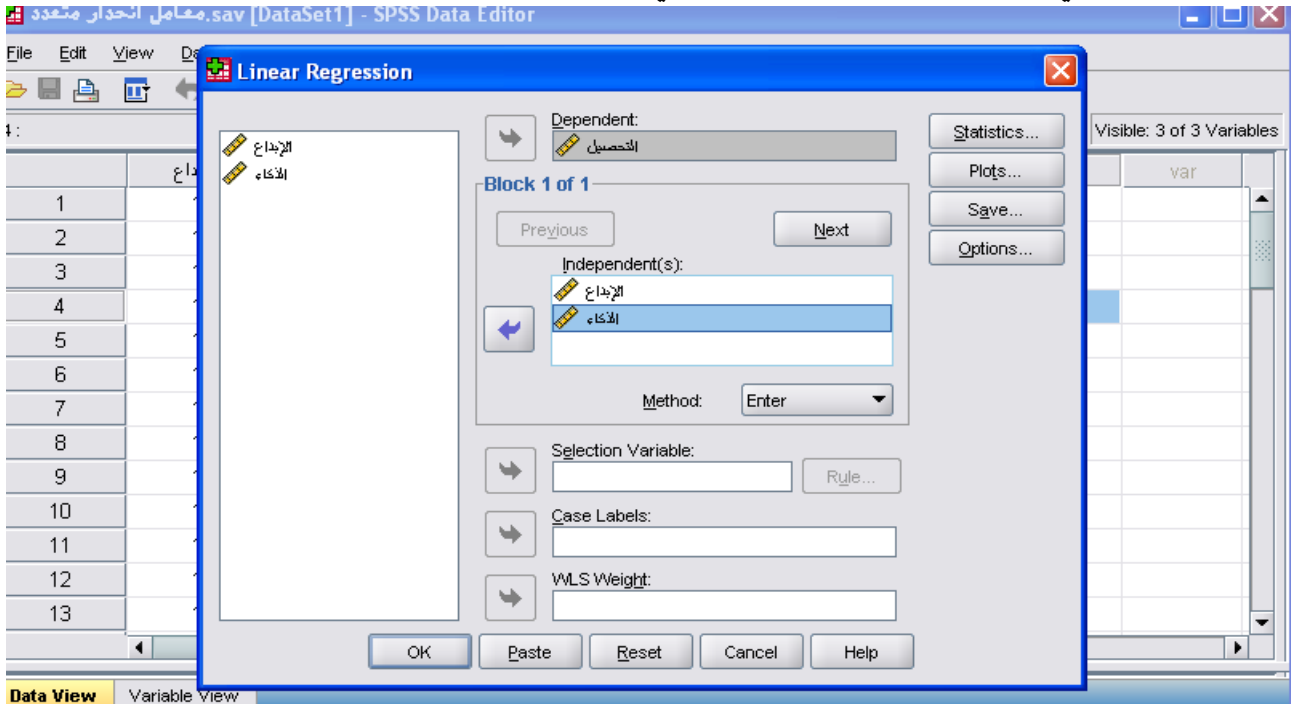 معامل انحدار متعدد.sav [DataSet1] - SPSS Data Editor
File Edit View Da
Linear Regression
4 :
Visible: 3 of 3 Variables
الإبداع
الذكاء
Dependent:
التحصيل
Statistics...
Plots...
Save...
Options...
Block 1 of 1
Previous
Next
Independent(s):
الإبداع
الذكاء
Method: Enter
Selection Variable:
Rule...
Case Labels:
WLS Weight:
OK Paste Reset Cancel Help
var
1
2
3
4
5
6
7
8
9
10
11
12
13
Data View Variable View